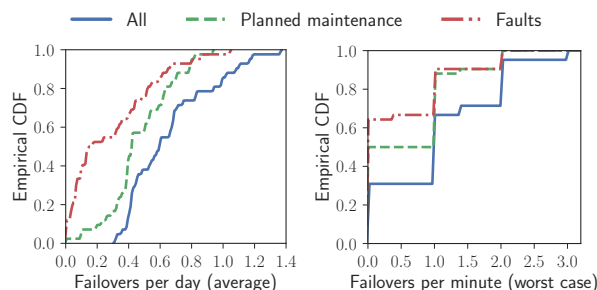 All Planned maintenance Faults
Empirical CDF
1.0
0.8
0.6
0.4
0.2
0.0
0.0 0.2 0.4 0.6 0.8 1.0 1.2 1.4
Failovers per day (average)
Empirical CDF
1.0
0.8
0.6
0.4
0.2
0.0
0.0 0.5 1.0 1.5 2.0 2.5 3.0
Failovers per minute (worst case)